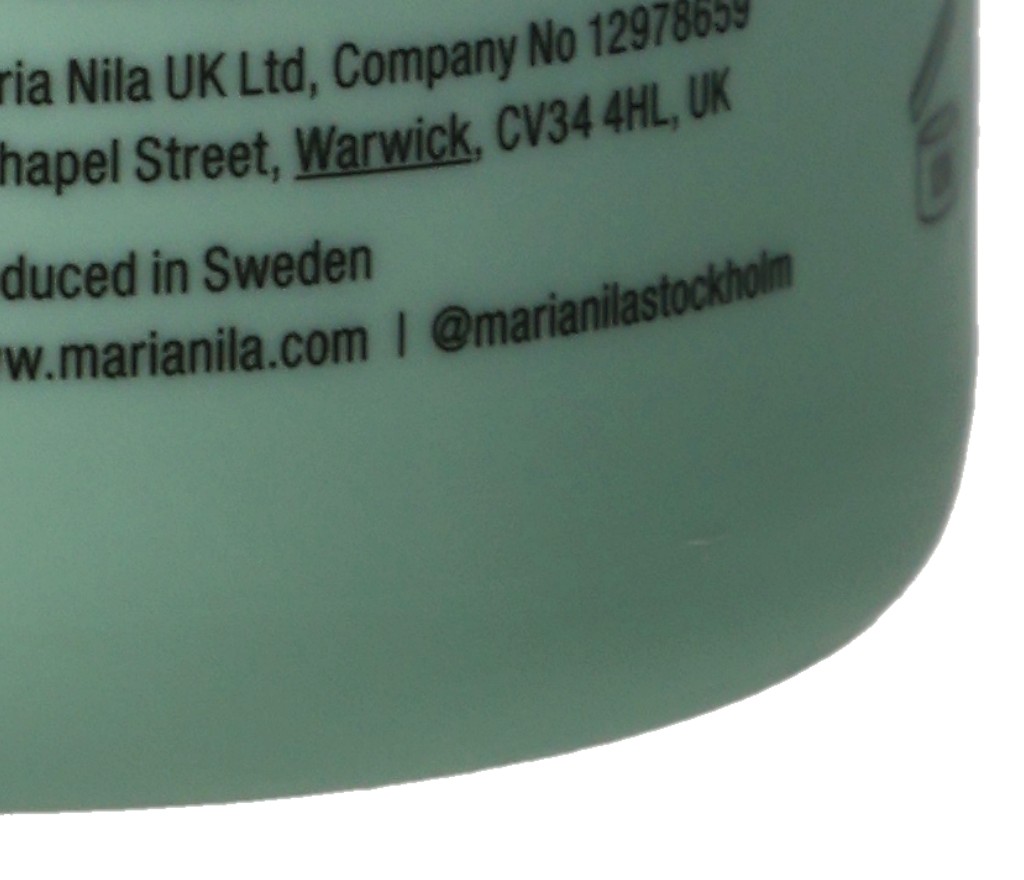 ria Nila UK Ltd, Company No 12978659
hapel Street, Warwick, CV34 4HL, UK
duced in Sweden
w.marianila.com | @marianilastockholm